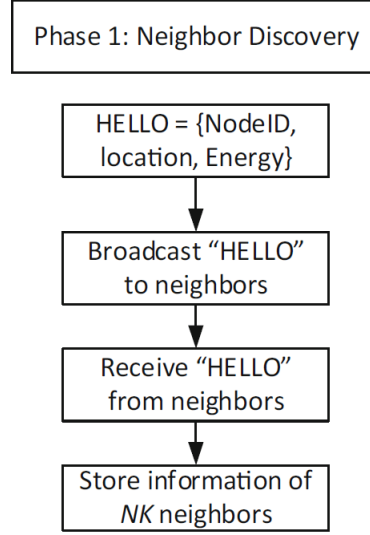 Phase 1: Neighbor Discovery
HELLO = {NodeID,
location, Energy}
Broadcast “HELLO”
to neighbors
Receive “HELLO”
from neighbors
Store information of
NK neighbors